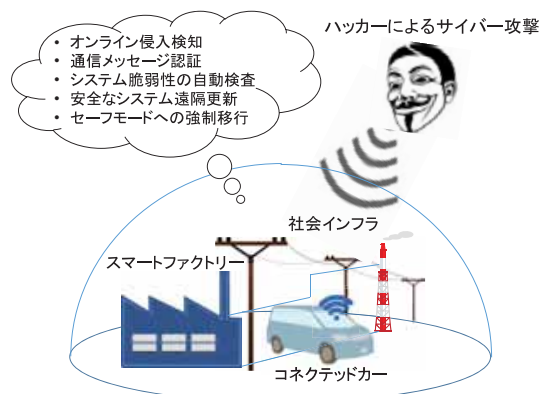 ハッカーによるサイバー攻撃
• オンライン侵入検知
• 通信メッセージ認証
• システム脆弱性の自動検査
• 安全なシステム遠隔更新
• セーフモードへの強制移行
社会インフラ
スマートファクトリー
コネクテッドカー